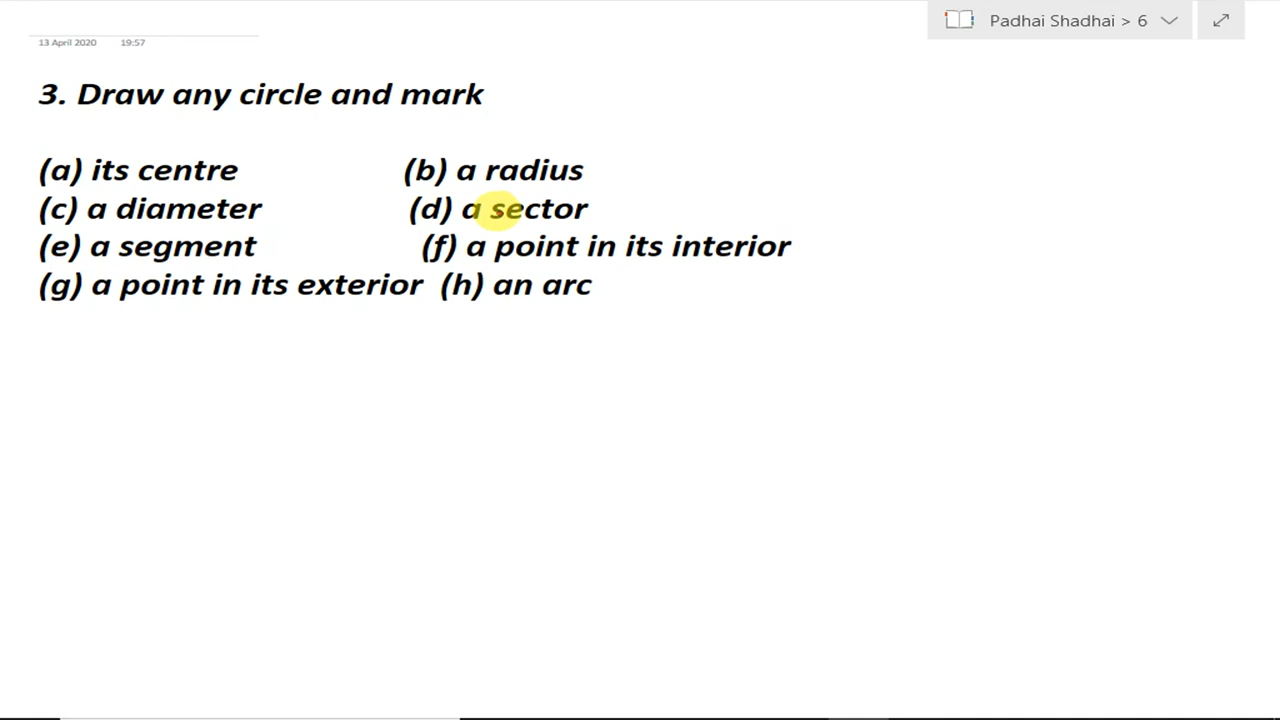 Padhai Shadhai > 6
13 April 2020 19:57
3. Draw any circle and mark
(a) its centre (b) a radius
(c) a diameter (d) a sector
(e) a segment (f) a point in its interior
(g) a point in its exterior (h) an arc